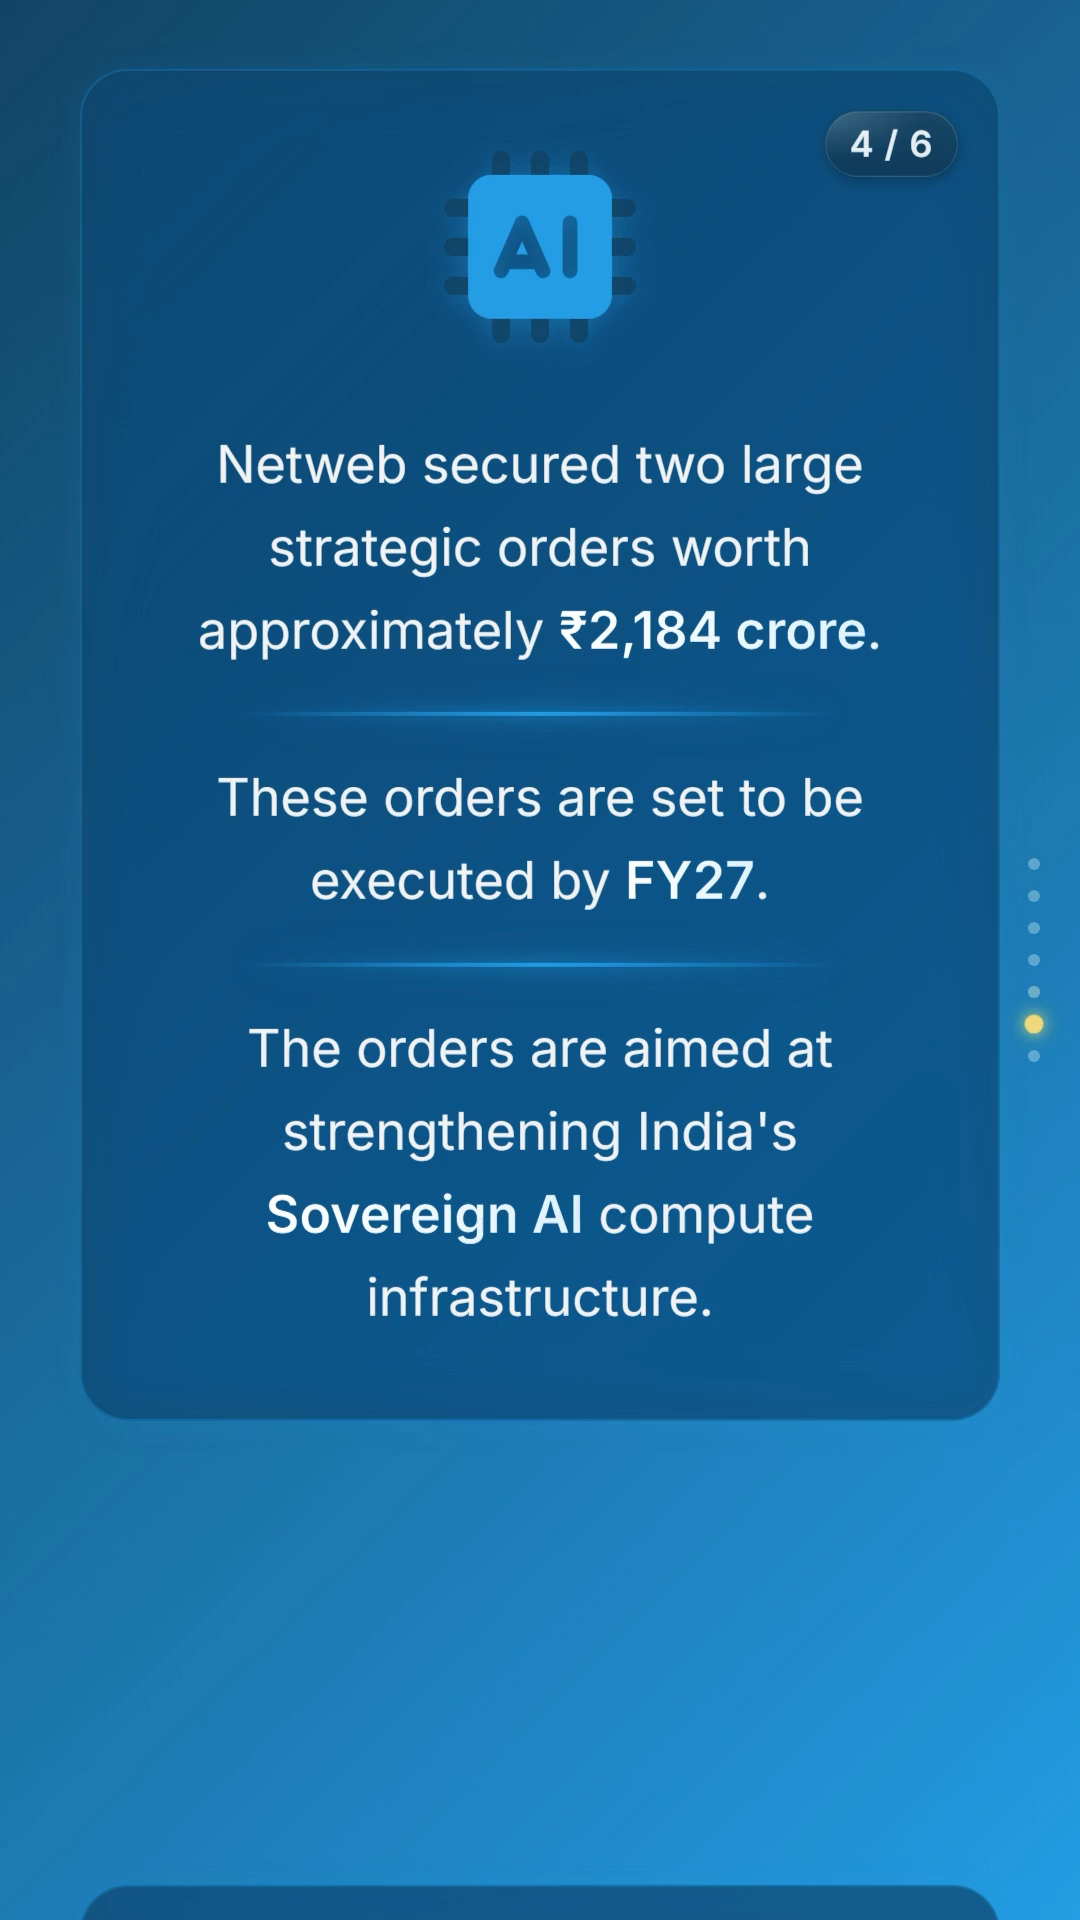 4 / 6
AI
Netweb secured two large
strategic orders worth
approximately ₹2,184 crore.
These orders are set to be
executed by FY27.
The orders are aimed at
strengthening India's
Sovereign AI compute
infrastructure.